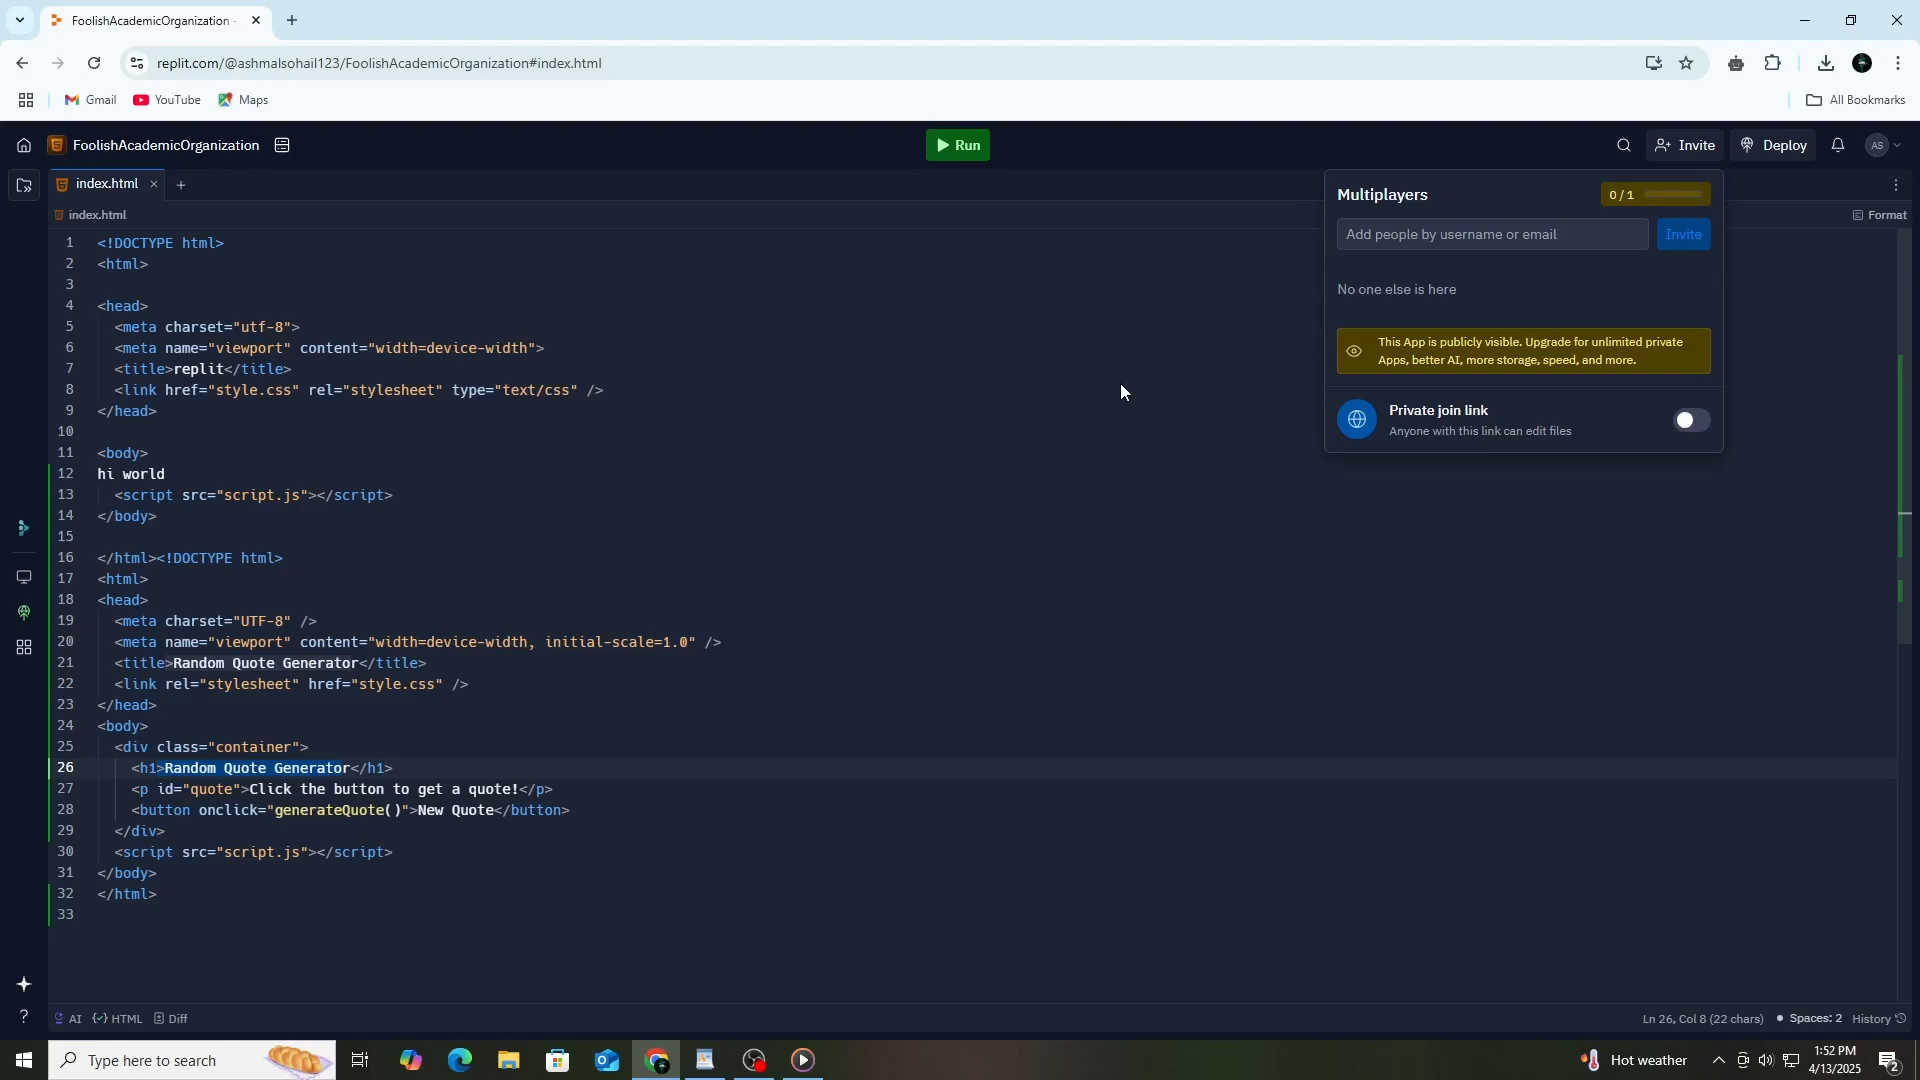 FoolishAcademicOrganization -
replit.com/@ashmalsohail123/FoolishAcademicOrganization#index.html
Gmail
YouTube
Maps
All Bookmarks
FoolishAcademicOrganization
Run
Invite
Deploy
AS
index.html
index.html
Format
Multiplayers
0 / 1
Add people by username or email
Invite
No one else is here
This App is publicly visible. Upgrade for unlimited private
Apps, better AI, more storage, speed, and more.
Private join link
Anyone with this link can edit files
1 <!DOCTYPE html>
2 <html>
3
4 <head>
5   <meta charset="utf-8">
6   <meta name="viewport" content="width=device-width">
7   <title>replit</title>
8   <link href="style.css" rel="stylesheet" type="text/css" />
9 </head>
10
11 <body>
12 hi world
13   <script src="script.js"></script>
14 </body>
15
16 </html><!DOCTYPE html>
17 <html>
18 <head>
19   <meta charset="UTF-8" />
20   <meta name="viewport" content="width=device-width, initial-scale=1.0" />
21   <title>Random Quote Generator</title>
22   <link rel="stylesheet" href="style.css" />
23 </head>
24 <body>
25   <div class="container">
26     <h1>Random Quote Generator</h1>
27     <p id="quote">Click the button to get a quote!</p>
28     <button onclick="generateQuote()">New Quote</button>
29   </div>
30   <script src="script.js"></script>
31 </body>
32 </html>
33
AI
HTML
Diff
Ln 26, Col 8 (22 chars)
Spaces: 2
History
Type here to search
Hot weather
1:52 PM
4/13/2025
2